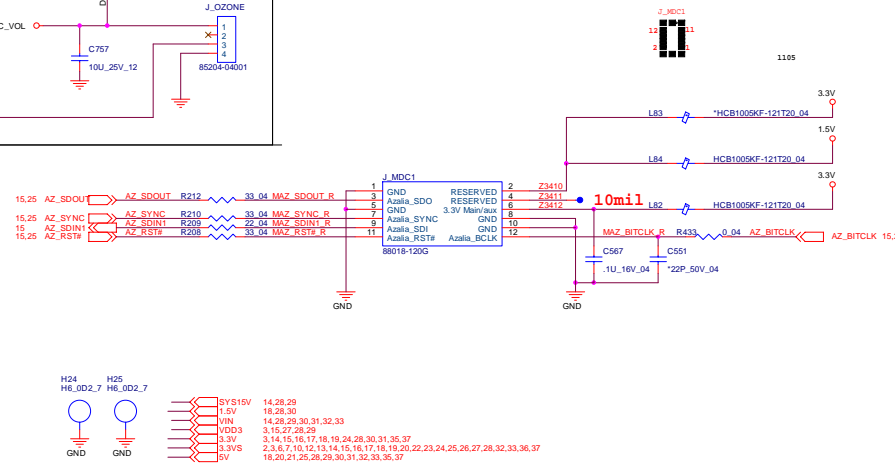 J_OZONE
C_VOL
1
2
3
4
C757
10U_25V_12
85204-04001
J_MDC1
12 11
2 1
1105
3.3V
L83 *HCB1005KF-121T20_04
1.5V
L84 HCB1005KF-121T20_04
3.3V
L82 HCB1005KF-121T20_04
J_MDC1
1 GND RESERVED 2 Z3410
15,25 AZ_SDOUT AZ_SDOUT R212 33_04 MAZ_SDOUT_R 3 Azalia_SDO RESERVED 4 Z3411 10mil
5 GND 3.3V Main/aux 6 Z3412
15,25 AZ_SYNC AZ_SYNC R210 33_04 MAZ_SYNC_R 7 Azalia_SYNC GND 8
15 AZ_SDIN1 AZ_SDIN1 R209 22_04 MAZ_SDIN1_R 9 Azalia_SDI GND 10
15,25 AZ_RST# AZ_RST# R208 33_04 MAZ_RST#_R 11 Azalia_RST# Azalia_BCLK 12 MAZ_BITCLK_R R433 0_04 AZ_BITCLK AZ_BITCLK
88018-120G
C567
.1U_16V_04
C551
*22P_50V_04
GND
GND
H24 H25
H6_0D2_7 H6_0D2_7
GND GND
SYS15V 14,28,29
1.5V 18,28,30
VIN 14,28,29,30,31,32,33
VDD3 3,15,27,28,29
3.3V 3,14,15,16,17,18,19,24,28,30,31,35,37
3.3VS 2,3,6,7,10,12,13,14,15,16,17,18,19,20,22,23,24,25,26,27,28,32,33,36,37
5V 18,20,21,25,28,29,30,31,32,33,35,37